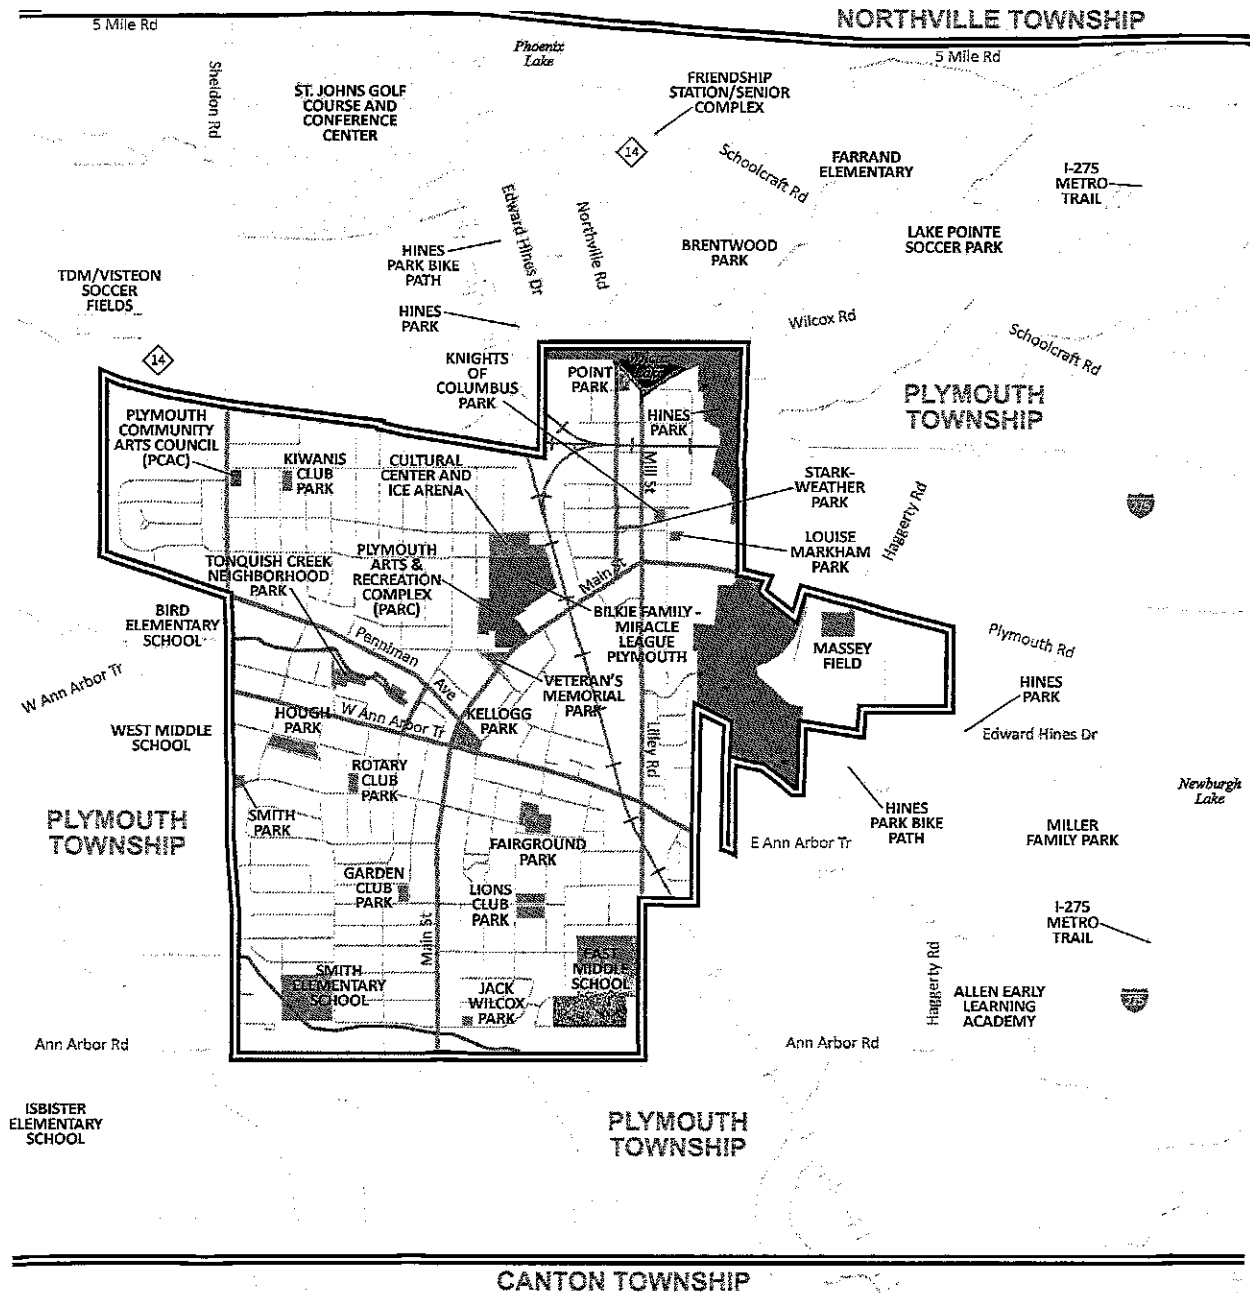 NORTHVILLE TOWNSHIP
5 Mile Rd
5 Mile Rd
Phoenix
Lake
Sheldon Rd
ST. JOHNS GOLF
COURSE AND
CONFERENCE
CENTER
FRIENDSHIP
STATION/SENIOR
COMPLEX
14
Schoolcraft Rd
FARRAND
ELEMENTARY
I-275
METRO
TRAIL
Edward Hines Dr
Northville Rd
HINES
PARK BIKE
PATH
BRENTWOOD
PARK
LAKE POINTE
SOCCER PARK
TDM/VISTEON
SOCCER
FIELDS
HINES
PARK
Wilcox Rd
Schoolcraft Rd
14
KNIGHTS
OF
COLUMBUS
PARK
POINT
PARK
PLYMOUTH
TOWNSHIP
HINES
PARK
PLYMOUTH
COMMUNITY
ARTS COUNCIL
(PCAC)
KIWANIS
CLUB
PARK
CULTURAL
CENTER AND
ICE ARENA
Mill St
STARK-
WEATHER
PARK
Haggerty Rd
275
LOUISE
MARKHAM
PARK
TONQUISH CREEK
NEIGHBORHOOD
PARK
PLYMOUTH
ARTS &
RECREATION
COMPLEX
(PARC)
Main St
BIRD
ELEMENTARY
SCHOOL
BILKIE FAMILY -
MIRACLE
LEAGUE
PLYMOUTH
MASSEY
FIELD
Plymouth Rd
Penniman
Ave
W Ann Arbor Tr
VETERAN'S
MEMORIAL
PARK
HINES
PARK
WEST MIDDLE
SCHOOL
HOUGH
PARK
W Ann Arbor Tr
KELLOGG
PARK
Lilley Rd
Edward Hines Dr
ROTARY
CLUB
PARK
Newburgh
Lake
PLYMOUTH
TOWNSHIP
SMITH
PARK
HINES
PARK BIKE
PATH
MILLER
FAMILY PARK
FAIRGROUND
PARK
E Ann Arbor Tr
GARDEN
CLUB
PARK
LIONS
CLUB
PARK
I-275
METRO
TRAIL
Main St
EAST
MIDDLE
SCHOOL
Haggerty Rd
SMITH
ELEMENTARY
SCHOOL
JACK
WILCOX
PARK
ALLEN EARLY
LEARNING
ACADEMY
275
Ann Arbor Rd
Ann Arbor Rd
ISBISTER
ELEMENTARY
SCHOOL
PLYMOUTH
TOWNSHIP
CANTON TOWNSHIP